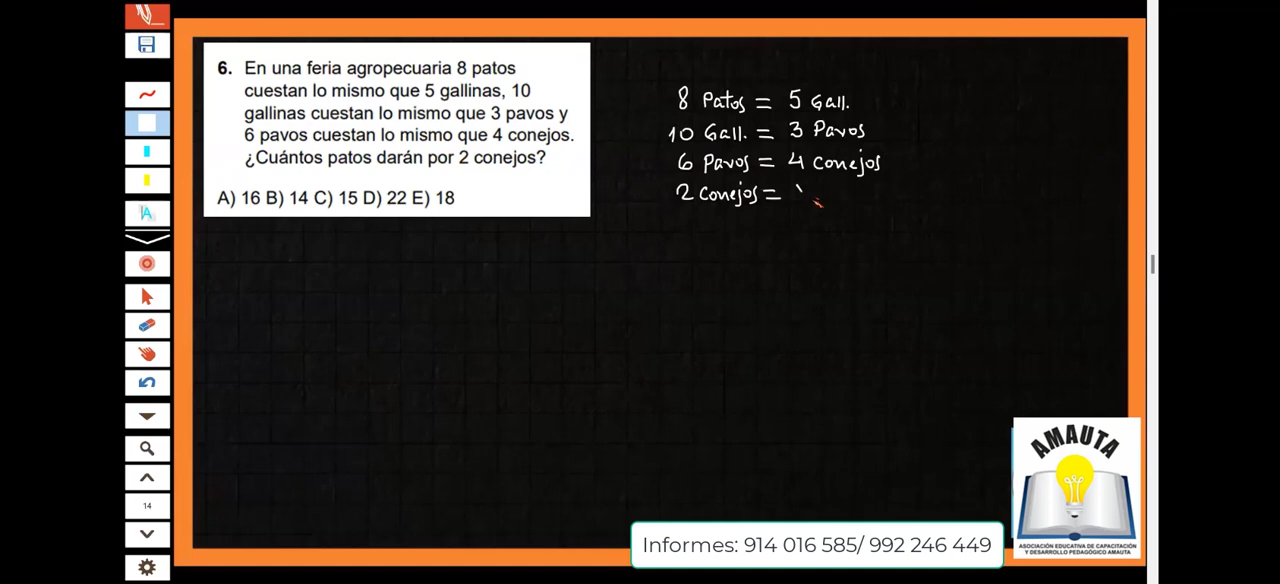 6. En una feria agropecuaria 8 patos
cuestan lo mismo que 5 gallinas, 10
gallinas cuestan lo mismo que 3 pavos y
6 pavos cuestan lo mismo que 4 conejos.
¿Cuántos patos darán por 2 conejos?
A) 16 B) 14 C) 15 D) 22 E) 18
8 Patos = 5 Gall.
10 Gall. = 3 Pavos
6 Pavos = 4 Conejos
2 Conejos =
A
14
AMAUTA
ASOCIACIÓN EDUCATIVA DE CAPACITACIÓN
Y DESARROLLO PEDAGÓGICO AMAUTA
Informes: 914 016 585/ 992 246 449